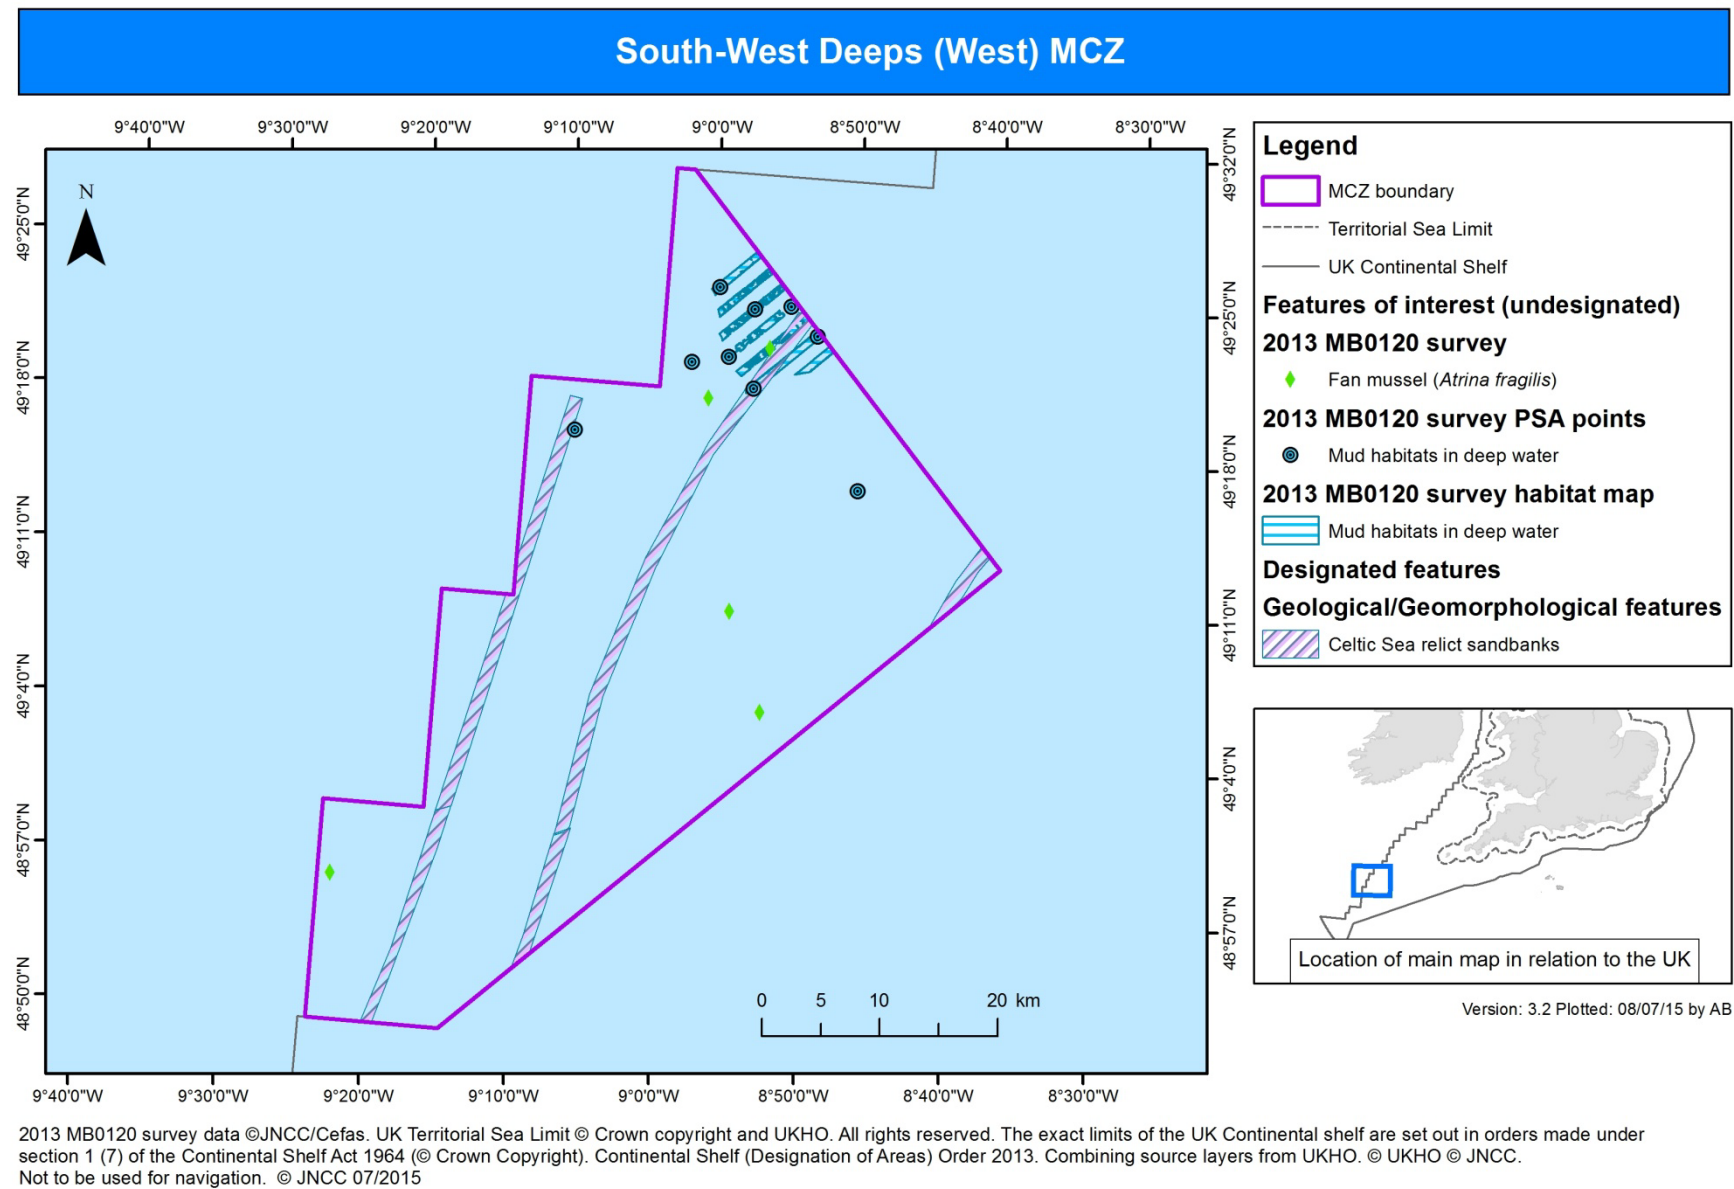 South-West Deeps (West) MCZ
9°40'0"W 9°30'0"W 9°20'0"W 9°10'0"W 9°0'0"W 8°50'0"W 8°40'0"W 8°30'0"W
N
49°25'0"N
49°18'0"N
49°11'0"N
49°4'0"N
48°57'0"N
48°50'0"N
49°32'0"N
49°25'0"N
49°18'0"N
49°11'0"N
49°4'0"N
48°57'0"N
0 5 10 20 km
9°40'0"W 9°30'0"W 9°20'0"W 9°10'0"W 9°0'0"W 8°50'0"W 8°40'0"W 8°30'0"W
Legend
MCZ boundary
Territorial Sea Limit
UK Continental Shelf
Features of interest (undesignated)
2013 MB0120 survey
Fan mussel (Atrina fragilis)
2013 MB0120 survey PSA points
Mud habitats in deep water
2013 MB0120 survey habitat map
Mud habitats in deep water
Designated features
Geological/Geomorphological features
Celtic Sea relict sandbanks
Location of main map in relation to the UK
Version: 3.2 Plotted: 08/07/15 by AB
2013 MB0120 survey data ©JNCC/Cefas. UK Territorial Sea Limit © Crown copyright and UKHO. All rights reserved. The exact limits of the UK Continental shelf are set out in orders made under
section 1 (7) of the Continental Shelf Act 1964 (© Crown Copyright). Continental Shelf (Designation of Areas) Order 2013. Combining source layers from UKHO. © UKHO © JNCC.
Not to be used for navigation. © JNCC 07/2015